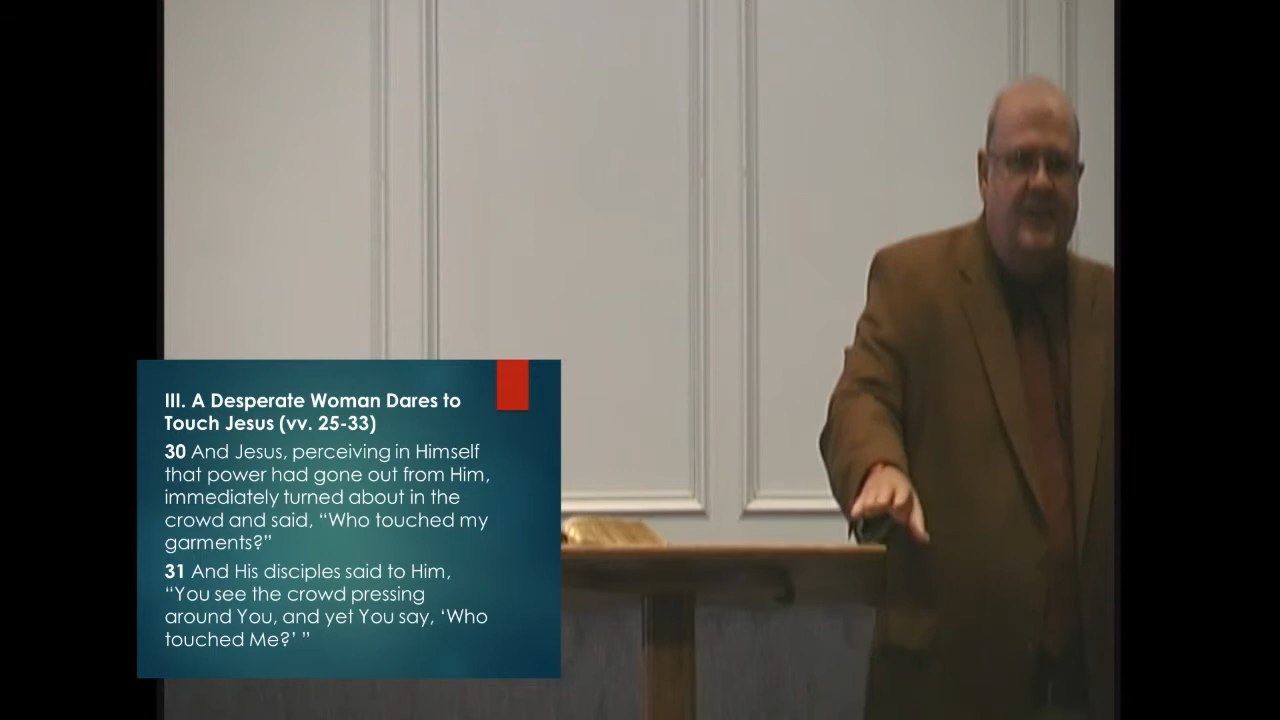 III. A Desperate Woman Dares to
Touch Jesus (vv. 25-33)
30 And Jesus, perceiving in Himself
that power had gone out from Him,
immediately turned about in the
crowd and said, “Who touched my
garments?”
31 And His disciples said to Him,
“You see the crowd pressing
around You, and yet You say, ‘Who
touched Me?’ ”